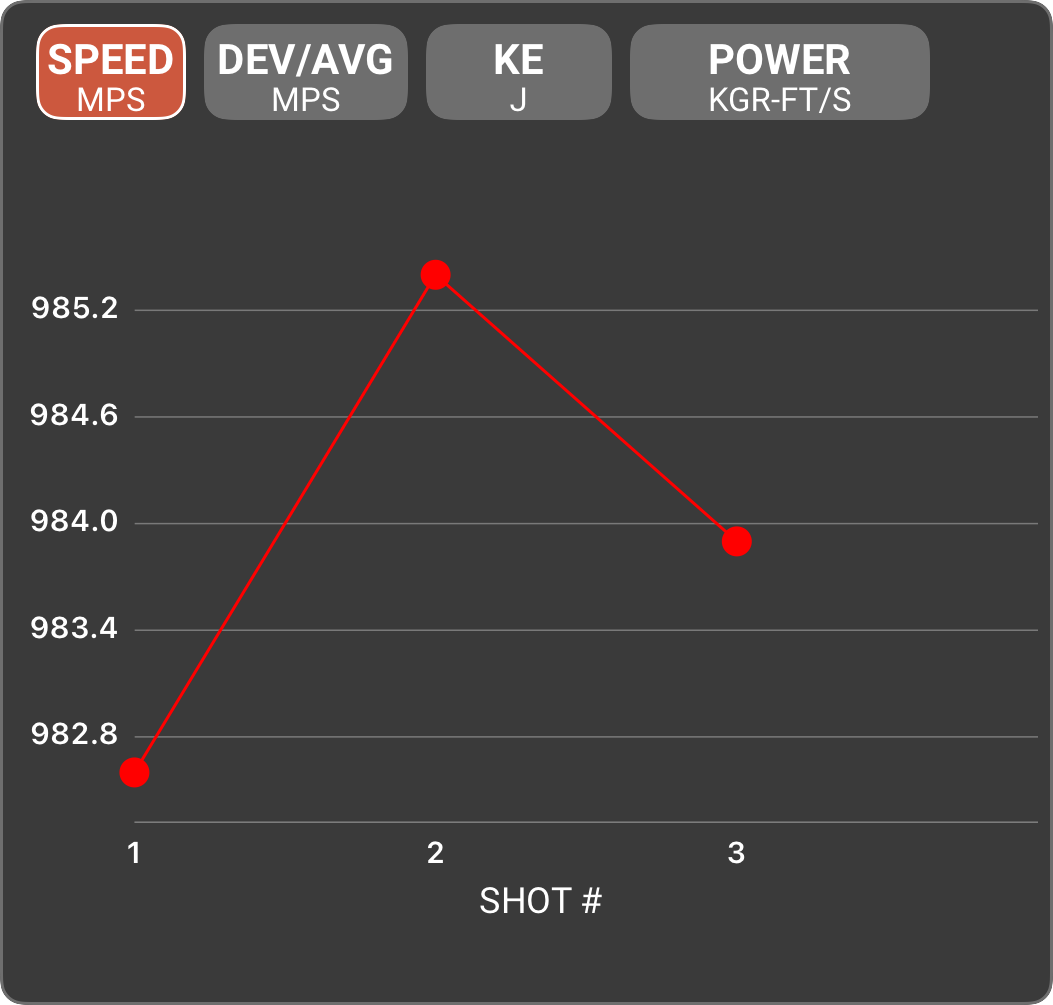 SPEED DEV/AVG KE POWER
MPS MPS J KGR-FT/S
985.2
984.6
984.0
983.4
982.8
1 2 3
SHOT #